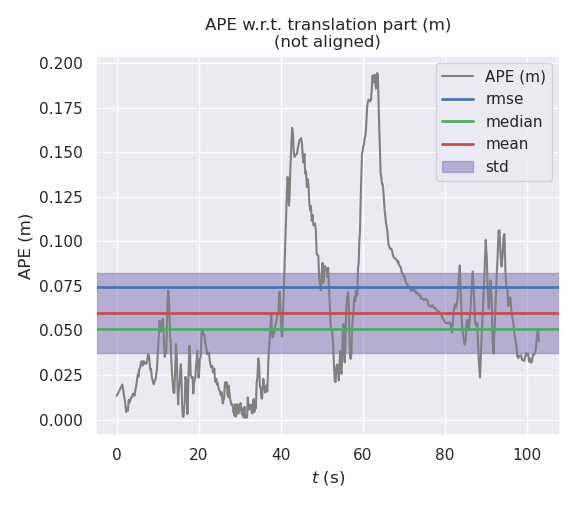 APE w.r.t. translation part (m)
(not aligned)
0.200
0.175
0.150
0.125
0.100
0.075
0.050
0.025
0.000
APE (m)
APE (m)
rmse
median
mean
std
0
20
40
60
80
100
t (s)